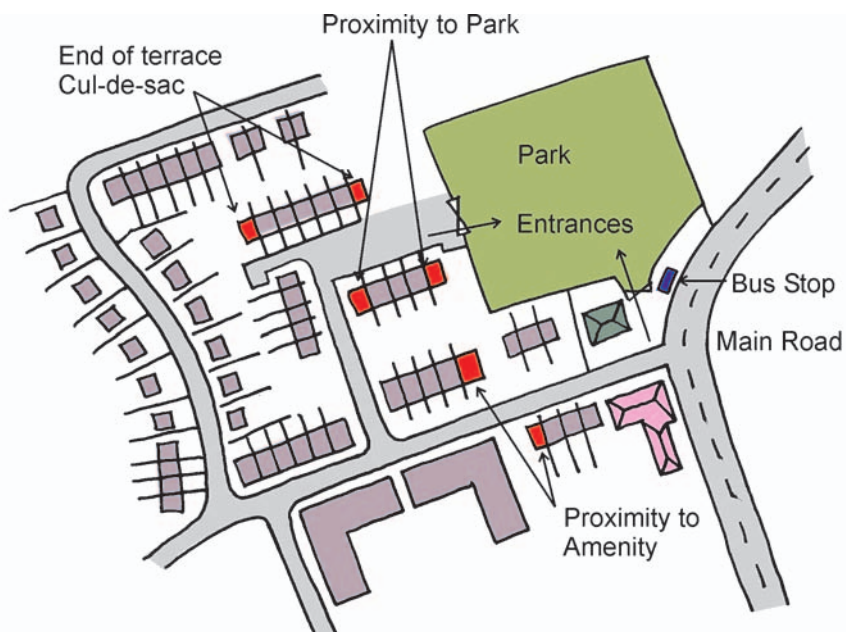 Proximity to Park
End of terrace
Cul-de-sac
Park
Entrances
Bus Stop
Main Road
Proximity to
Amenity